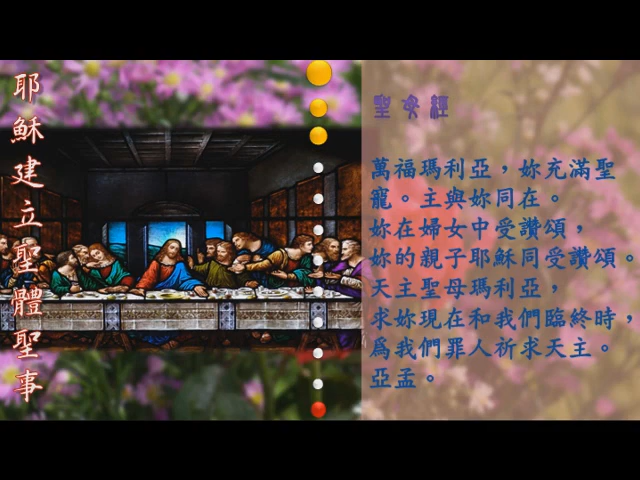 耶穌建立聖體聖事
聖母經
萬福瑪利亞，妳充滿聖
寵。主與妳同在。
妳在婦女中受讚頌，
妳的親子耶穌同受讚頌。
天主聖母瑪利亞，
求妳現在和我們臨終時，
為我們罪人祈求天主。
亞孟。